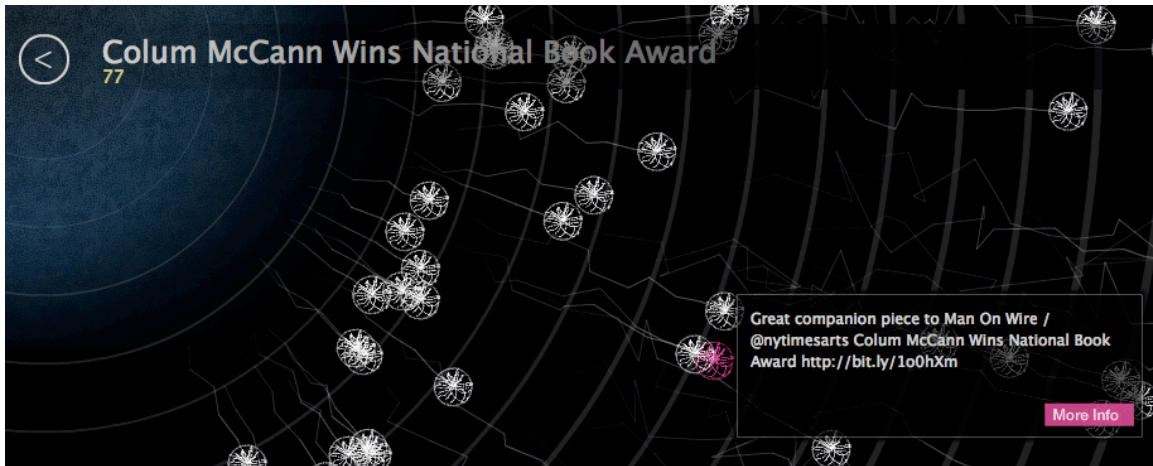 <
Colum McCann Wins National Book Award
77
Great companion piece to Man On Wire /
@nytimesarts Colum McCann Wins National Book
Award http://bit.ly/1o0hXm
More Info